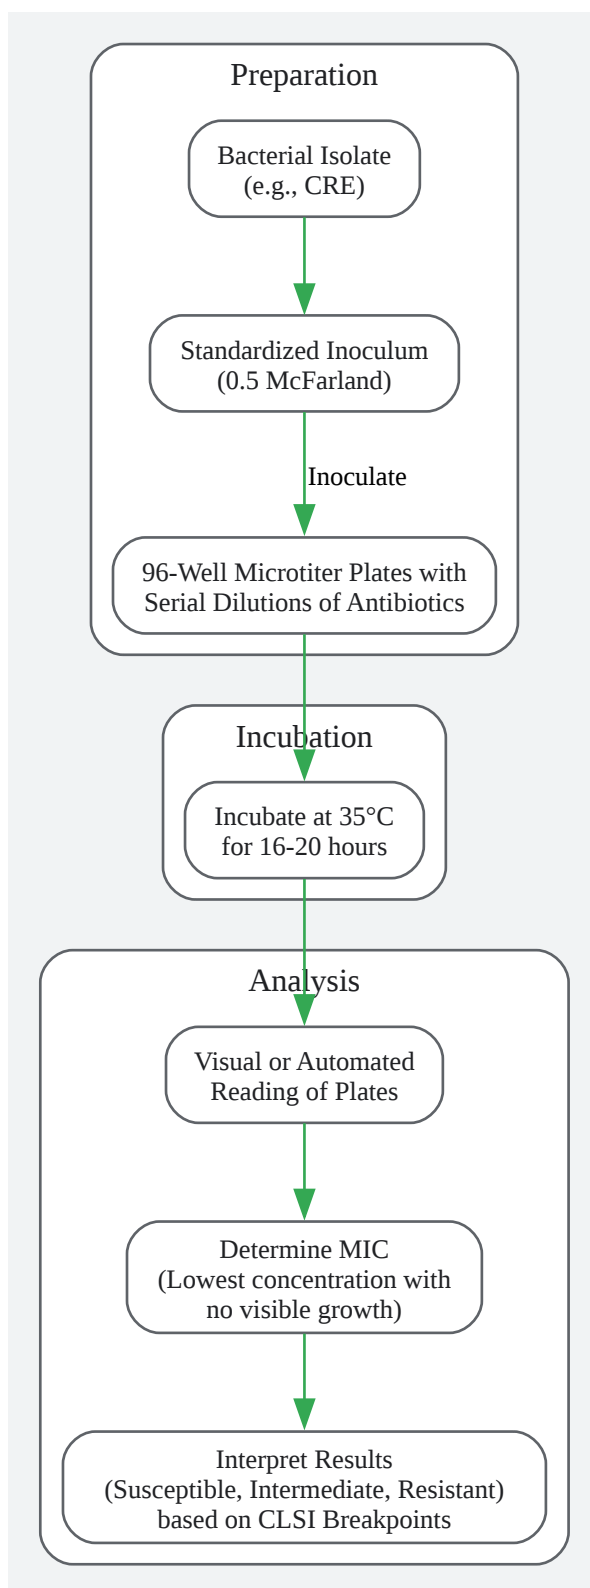 Preparation
Bacterial Isolate
(e.g., CRE)
Standardized Inoculum
(0.5 McFarland)
Inoculate
96-Well Microtiter Plates with
Serial Dilutions of Antibiotics
Incubation
Incubate at 35°C
for 16-20 hours
Analysis
Visual or Automated
Reading of Plates
Determine MIC
(Lowest concentration with
no visible growth)
Interpret Results
(Susceptible, Intermediate, Resistant)
based on CLSI Breakpoints